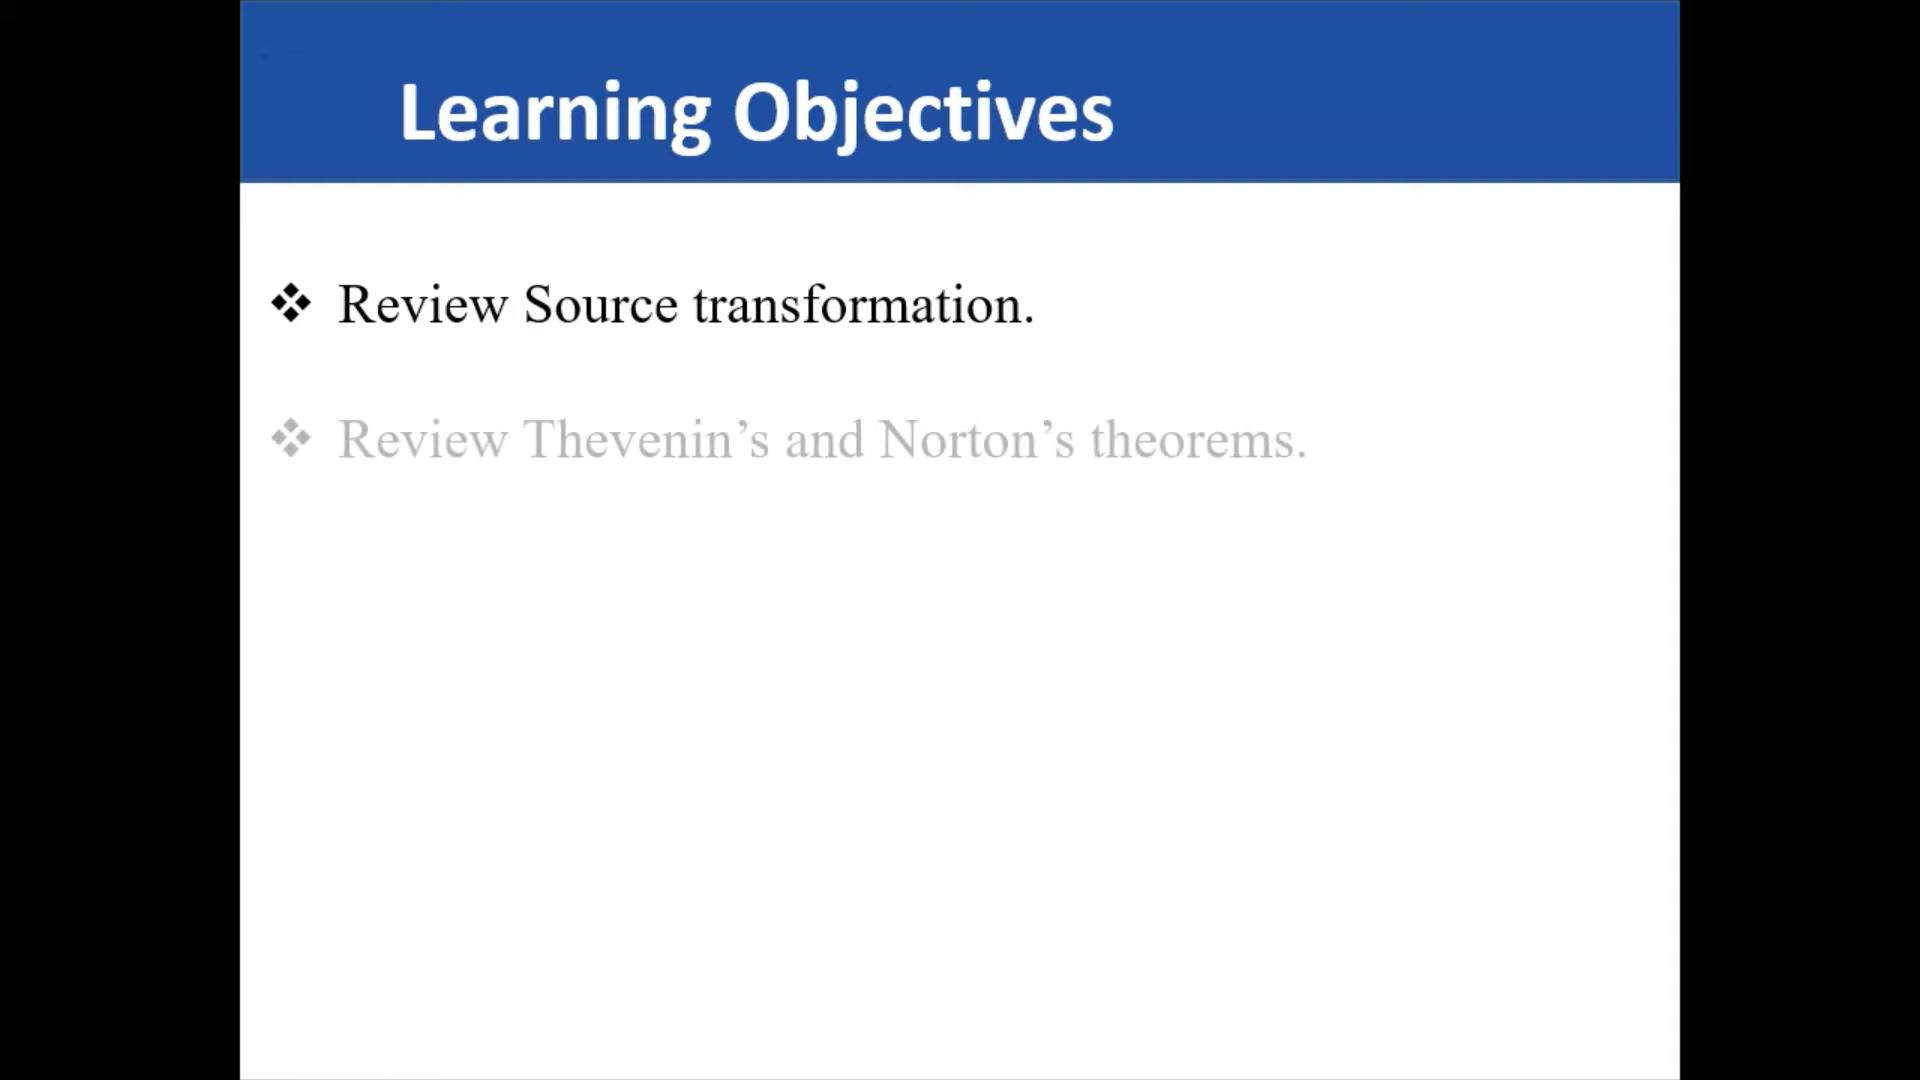 Learning Objectives
❖ Review Source transformation.
❖ Review Thevenin’s and Norton’s theorems.